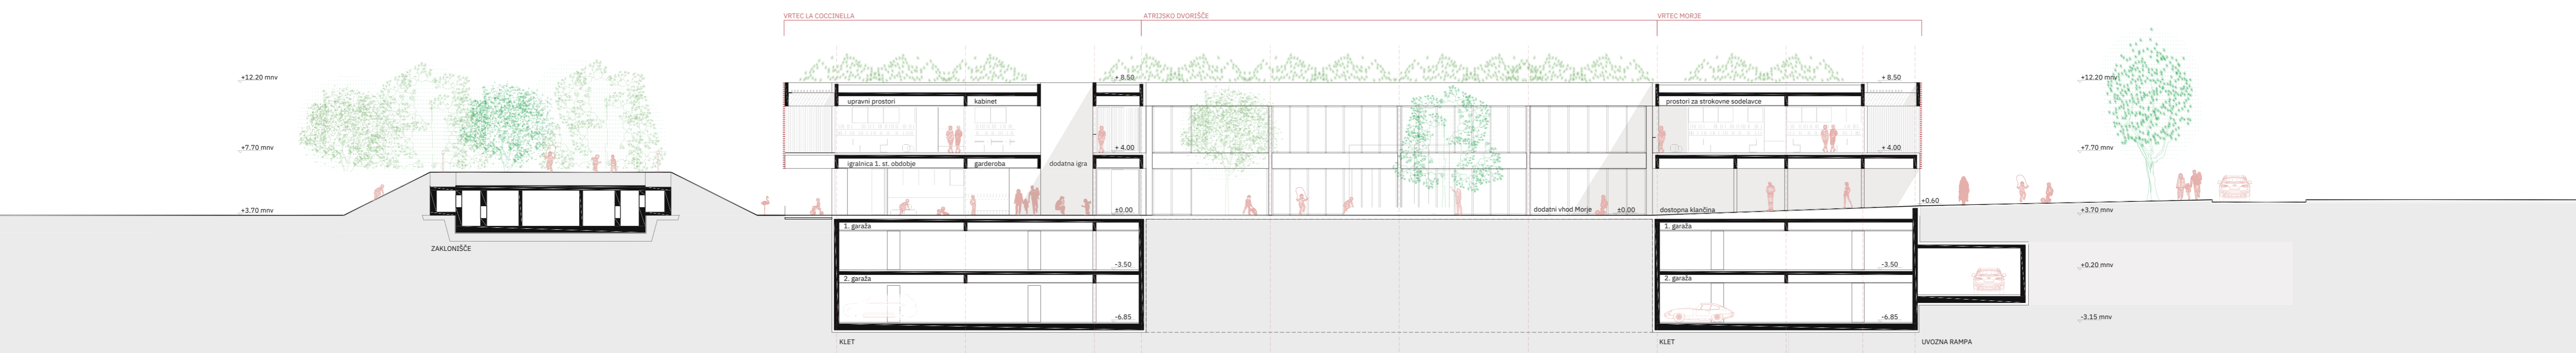 VRTEC LA COCCINELLA
ATRIJSKO DVORIŠČE
VRTEC MORJE
+12.20 mnv
+ 8.50
+ 8.50
+12.20 mnv
upravni prostori
kabinet
prostori za strokovne sodelavce
+7.70 mnv
+ 4.00
+ 4.00
+7.70 mnv
igralnica 1. st. obdobje
garderoba
dodatna igra
+0.60
+3.70 mnv
±0.00
dodatni vhod Morje
±0.00
dostopna klančina
+3.70 mnv
1. garaža
1. garaža
ZAKLONIŠČE
-3.50
-3.50
+0.20 mnv
2. garaža
2. garaža
-6.85
-6.85
-3.15 mnv
KLET
KLET
UVOZNA RAMPA